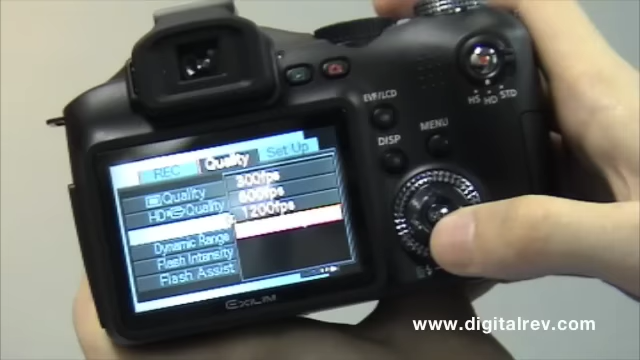 EVF/LCD
HS HD STD
DISP
MENU
REC Quality Set Up
Quality
HD Quality
Dynamic Range
Flash Intensity
Flash Assist
300fps
600fps
1200fps
EXILIM
www.digitalrev.com